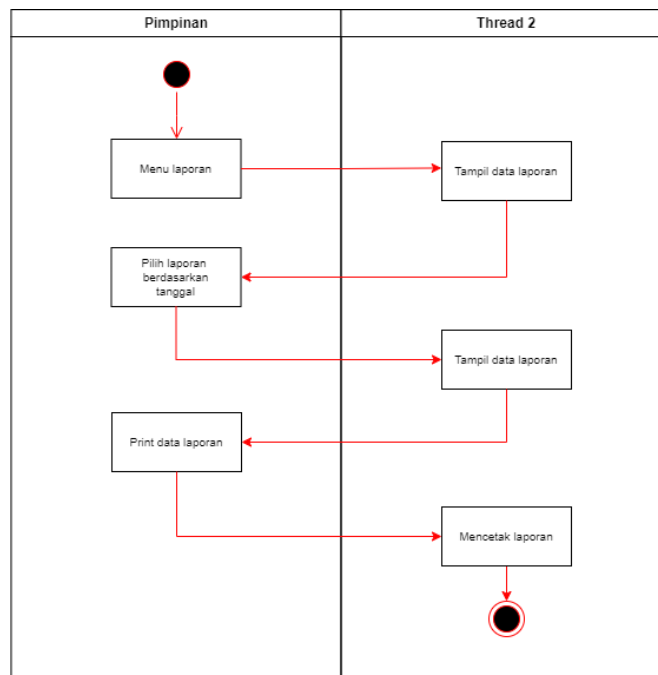 Pimpinan
Thread 2
Menu laporan
Tampil data laporan
Pilih laporan
berdasarkan
tanggal
Tampil data laporan
Print data laporan
Mencetak laporan